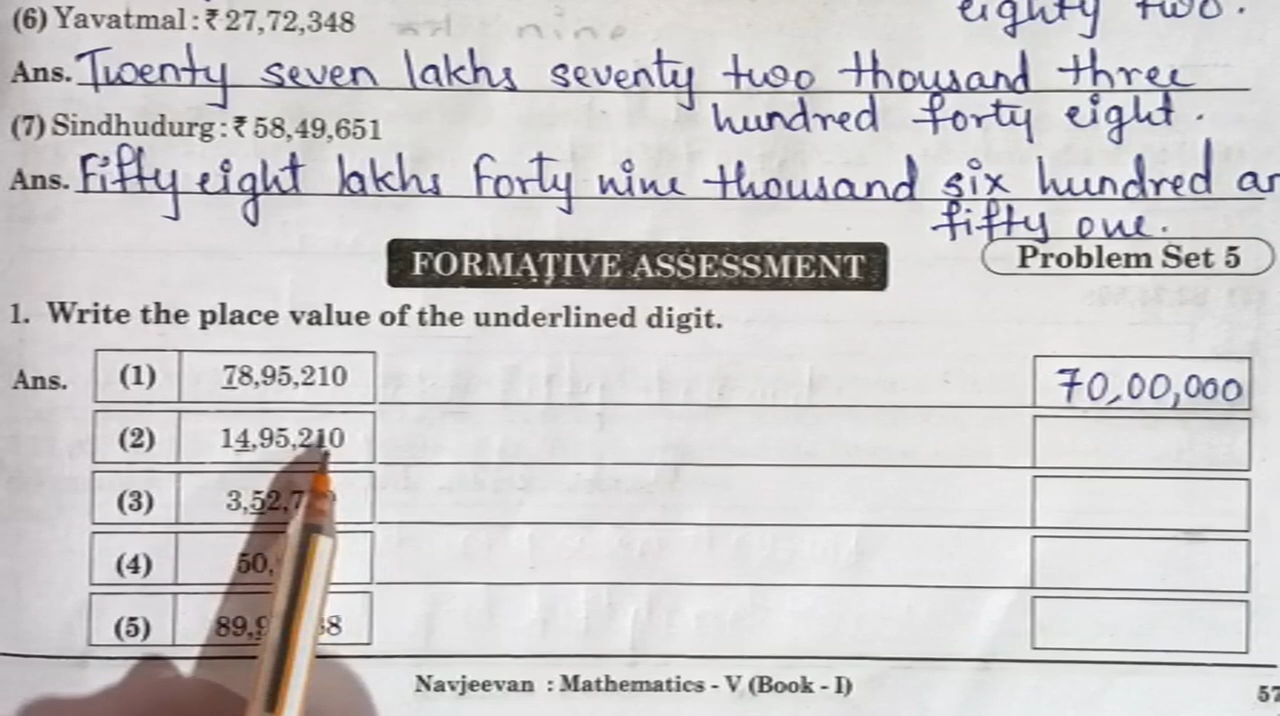 (6) Yavatmal : ₹ 27,72,348 eighty two.
Ans. Twenty seven lakhs seventy two thousand three
hundred forty eight.
(7) Sindhudurg : ₹ 58,49,651
Ans. Fifty eight lakhs forty nine thousand six hundred
fifty one.
FORMATIVE ASSESSMENT
Problem Set 5
1. Write the place value of the underlined digit.
Ans. (1) 78,95,210 70,00,000
(2) 14,95,210
(3) 3,52,7
(4) 50,
(5) 89,9
Navjeevan : Mathematics - V (Book - I) 57